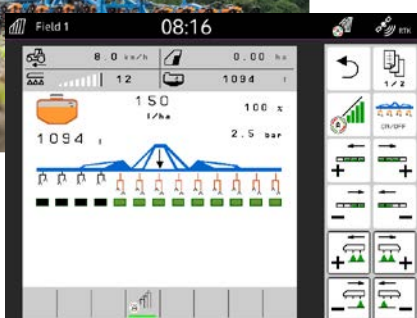 Field 1 08:16 RTK
8.0 km/h 0.00 ha
12 1094 l
1/2
150 100 %
l/ha
ON/OFF
1094 l 2.5 bar